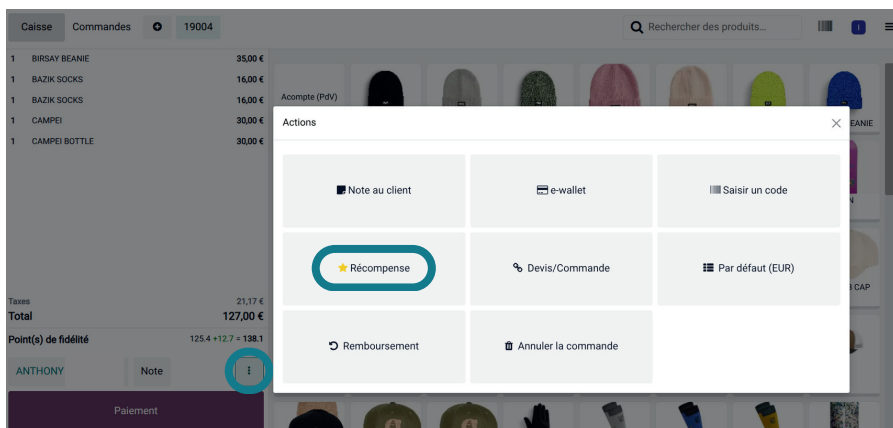 Caisse Commandes 19004 Rechercher des produits...
1 BIRSAY BEANIE 35,00 €
1 BAZIK SOCKS 16,00 €
1 BAZIK SOCKS 16,00 €
1 CAMPEI 30,00 €
1 CAMPEI BOTTLE 30,00 €
Taxes 21,17 €
Total 127,00 €
Point(s) de fidélité 125.4 +12.7 = 138.1
ANTHONY Note
Paiement
Acompte (PdV)
EANIE
CAP
Actions
Note au client e-wallet Saisir un code
Récompense Devis/Commande Par défaut (EUR)
Remboursement Annuler la commande